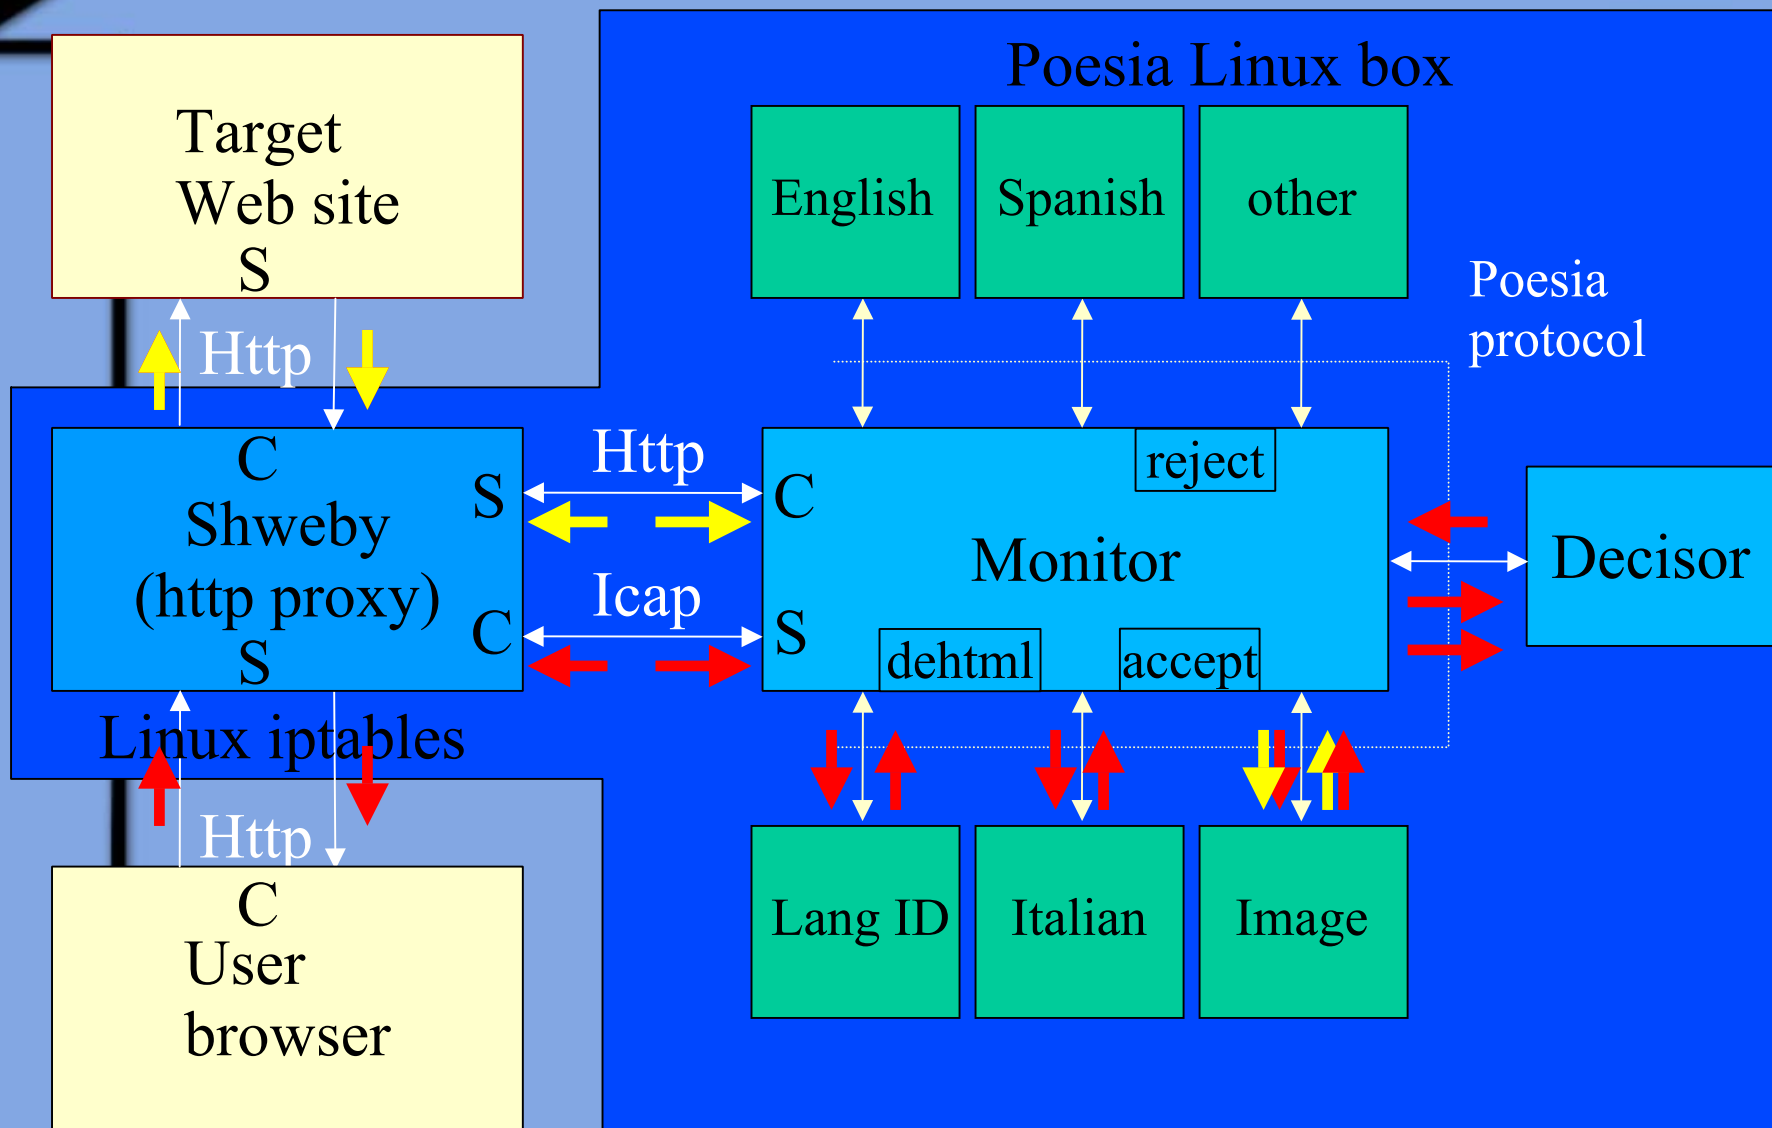 Poesia Linux box
Target
Web site
S
English
Spanish
other
Poesia
protocol
Http
C
Shweby
(http proxy)
S
S
C
Http
Icap
C
S
reject
Monitor
dehtml
accept
Decisor
Linux iptables
Http
C
User
browser
Lang ID
Italian
Image